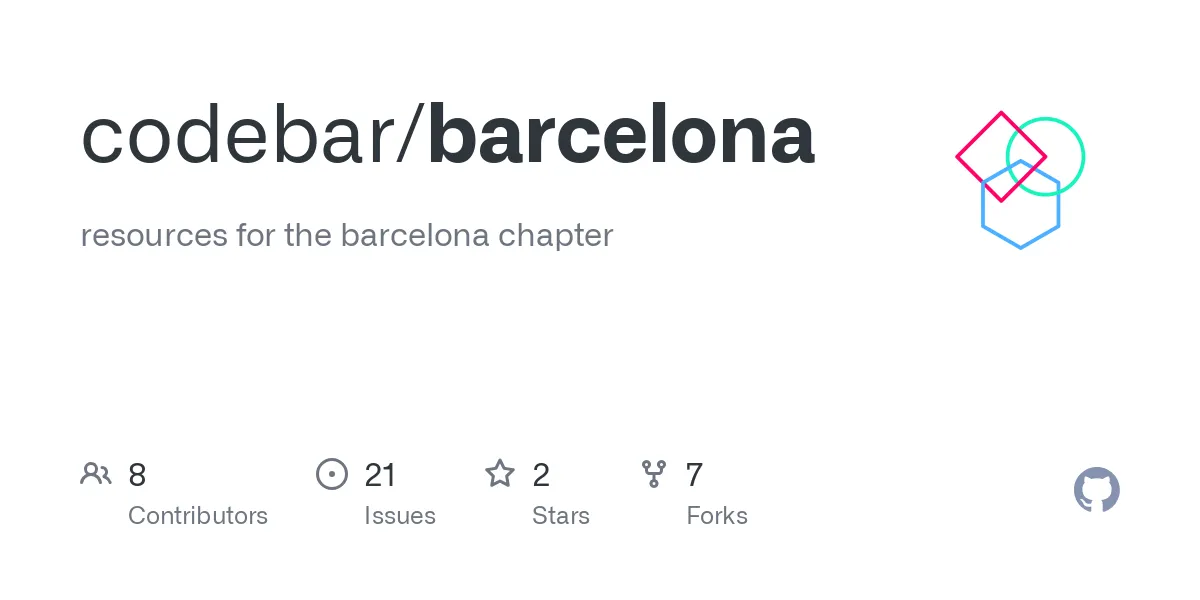 codebar/barcelona
resources for the barcelona chapter
8 21 2 7
Contributors Issues Stars Forks